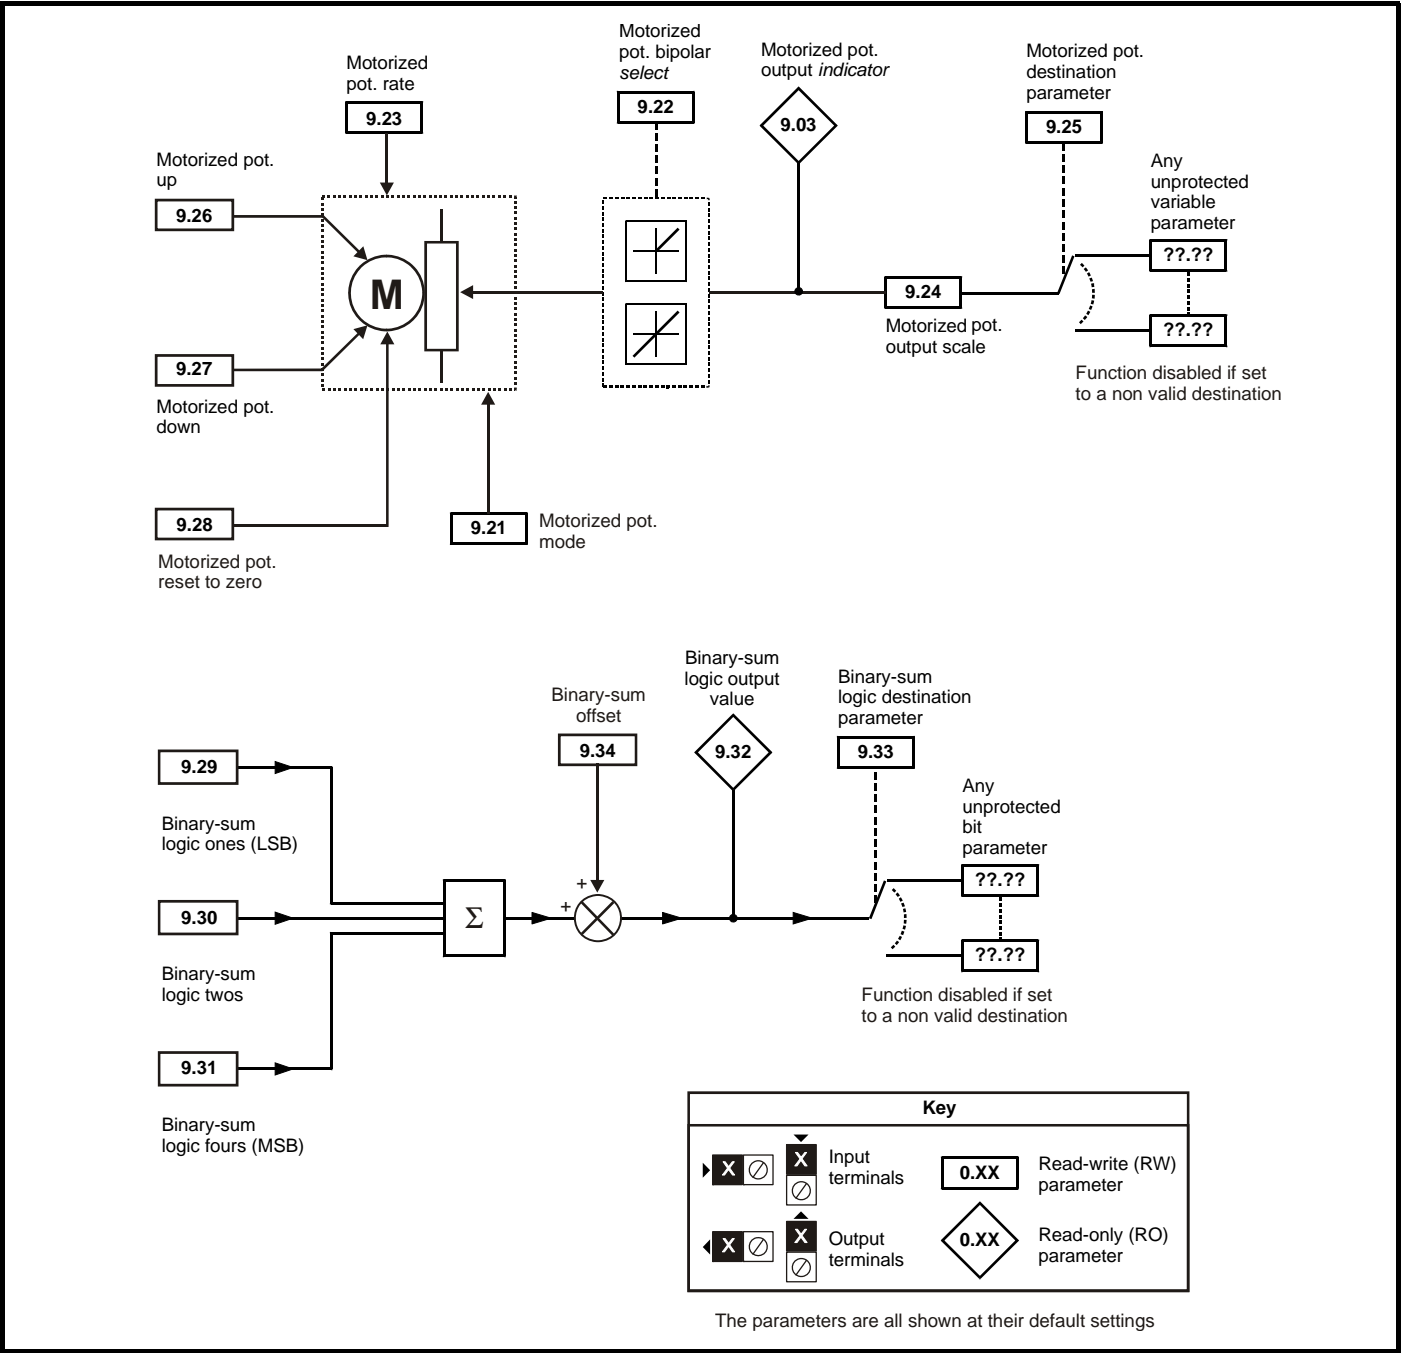 Motorized
pot. rate
9.23
Motorized
pot. bipolar
select
9.22
Motorized pot.
output indicator
9.03
Motorized pot.
destination
parameter
9.25
Any
unprotected
variable
parameter
??.??
??.??
Function disabled if set
to a non valid destination
Motorized pot.
up
9.26
M
9.24
Motorized pot.
output scale
9.27
Motorized pot.
down
9.28
Motorized pot.
reset to zero
9.21
Motorized pot.
mode
Binary-sum
offset
9.34
Binary-sum
logic output
value
9.32
Binary-sum
logic destination
parameter
9.33
Any
unprotected
bit
parameter
??.??
??.??
Function disabled if set
to a non valid destination
9.29
Binary-sum
logic ones (LSB)
9.30
Binary-sum
logic twos
9.31
Binary-sum
logic fours (MSB)
Σ
+
+
Key
X
X
Input
terminals
0.XX
Read-write (RW)
parameter
X
X
Output
terminals
0.XX
Read-only (RO)
parameter
The parameters are all shown at their default settings